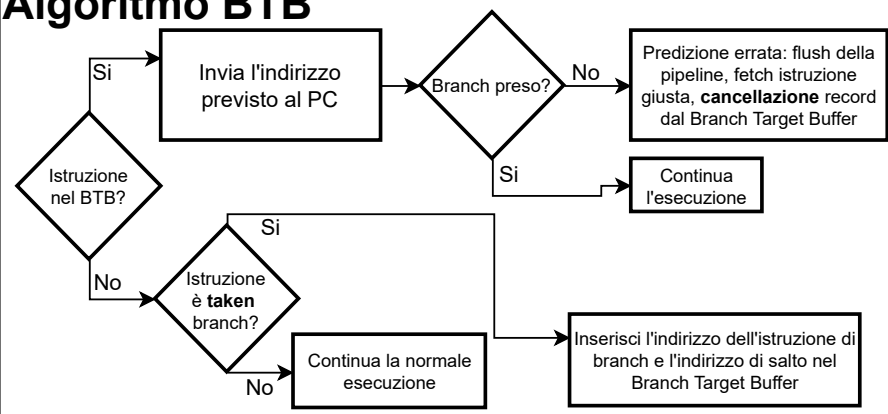 Algoritmo BTB
Si
Invia l'indirizzo
previsto al PC
Branch preso?
No
Predizione errata: flush della
pipeline, fetch istruzione
giusta, cancellazione record
dal Branch Target Buffer
Istruzione
nel BTB?
Si
Continua
l'esecuzione
Si
No
Istruzione
è taken
branch?
No
Continua la normale
esecuzione
Inserisci l'indirizzo dell'istruzione di
branch e l'indirizzo di salto nel
Branch Target Buffer